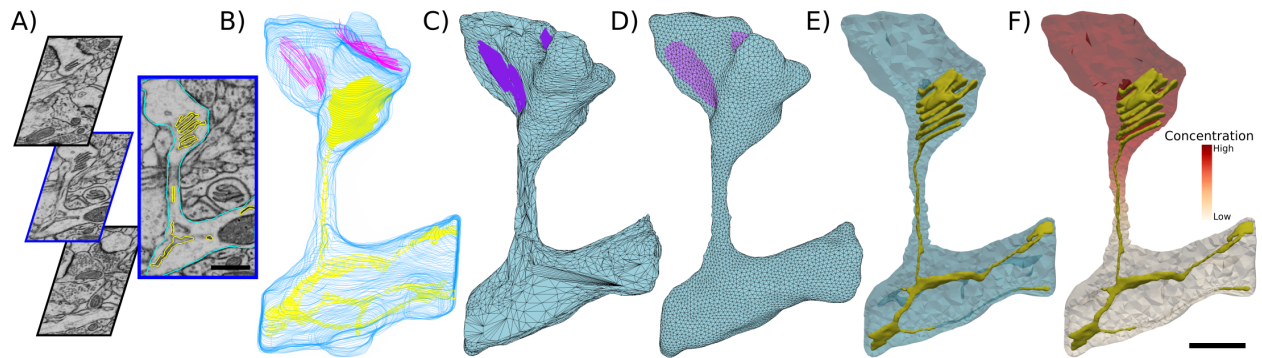 A)
B)
C)
D)
E)
F)
Concentration
High
Low